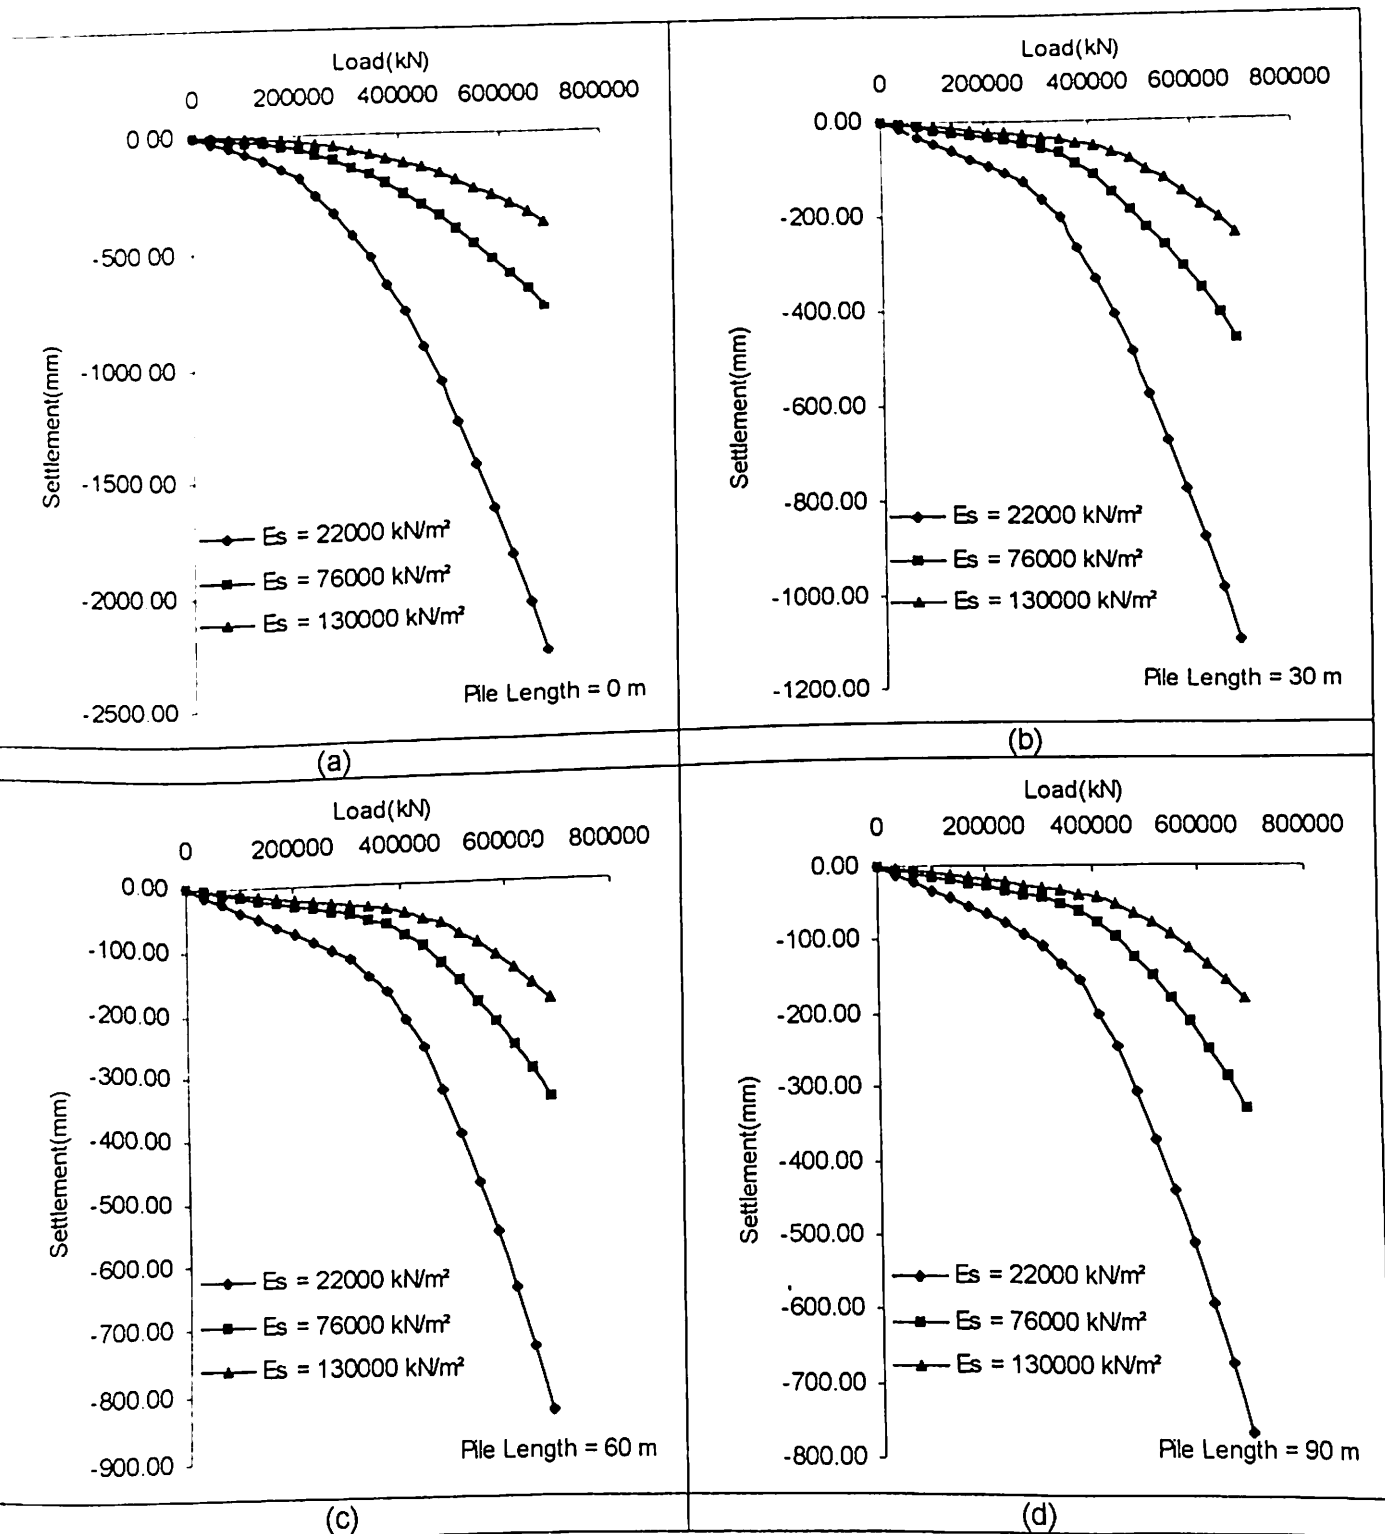 Load(kN)
0 200000 400000 600000 800000
0 00
-500 00
-1000 00
-1500 00
-2000 00
-2500.00
Settlement(mm)
Es = 22000 kN/m²
Es = 76000 kN/m²
Es = 130000 kN/m²
Pile Length = 0 m
(a)
Load(kN)
0 200000 400000 600000 800000
0.00
-200.00
-400.00
-600.00
-800.00
-1000.00
-1200.00
Settlement(mm)
Es = 22000 kN/m²
Es = 76000 kN/m²
Es = 130000 kN/m²
Pile Length = 30 m
(b)
Load(kN)
0 200000 400000 600000 800000
0.00
-100.00
-200.00
-300.00
-400.00
-500.00
-600.00
-700.00
-800.00
-900.00
Settlement(mm)
Es = 22000 kN/m²
Es = 76000 kN/m²
Es = 130000 kN/m²
Pile Length = 60 m
(c)
Load(kN)
0 200000 400000 600000 800000
0.00
-100.00
-200.00
-300.00
-400.00
-500.00
-600.00
-700.00
-800.00
Settlement(mm)
Es = 22000 kN/m²
Es = 76000 kN/m²
Es = 130000 kN/m²
Pile Length = 90 m
(d)